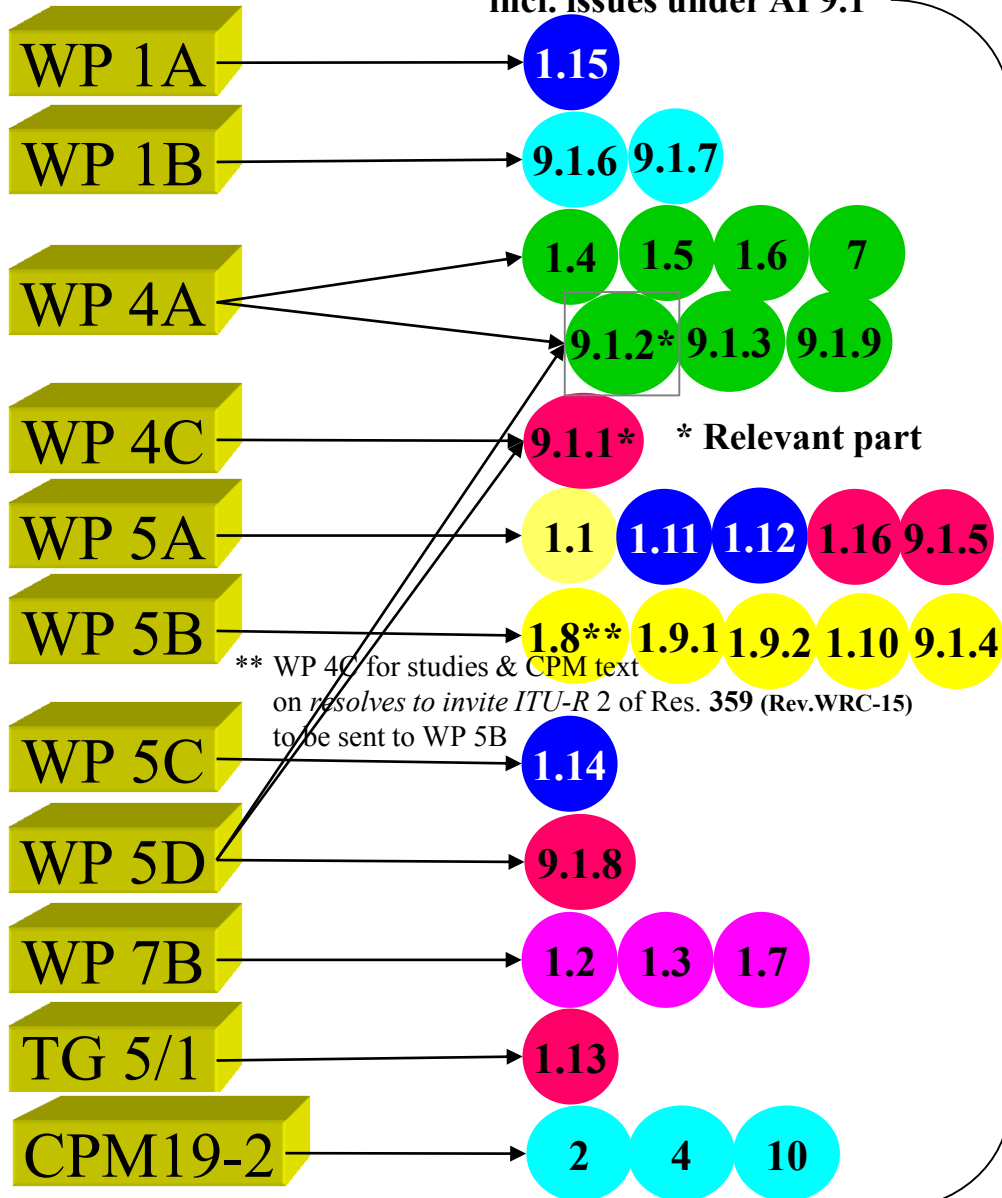 incl. issues under AI 9.1
WP 1A 1.15
WP 1B 9.1.6 9.1.7
1.4 1.5 1.6 7
WP 4A
9.1.2* 9.1.3 9.1.9
WP 4C 9.1.1* * Relevant part
WP 5A 1.1 1.11 1.12 1.16 9.1.5
WP 5B 1.8** 1.9.1 1.9.2 1.10 9.1.4
** WP 4C for studies & CPM text
on resolves to invite ITU-R 2 of Res. 359 (Rev.WRC-15)
to be sent to WP 5B
WP 5C 1.14
WP 5D 9.1.8
WP 7B 1.2 1.3 1.7
TG 5/1 1.13
CPM19-2 2 4 10